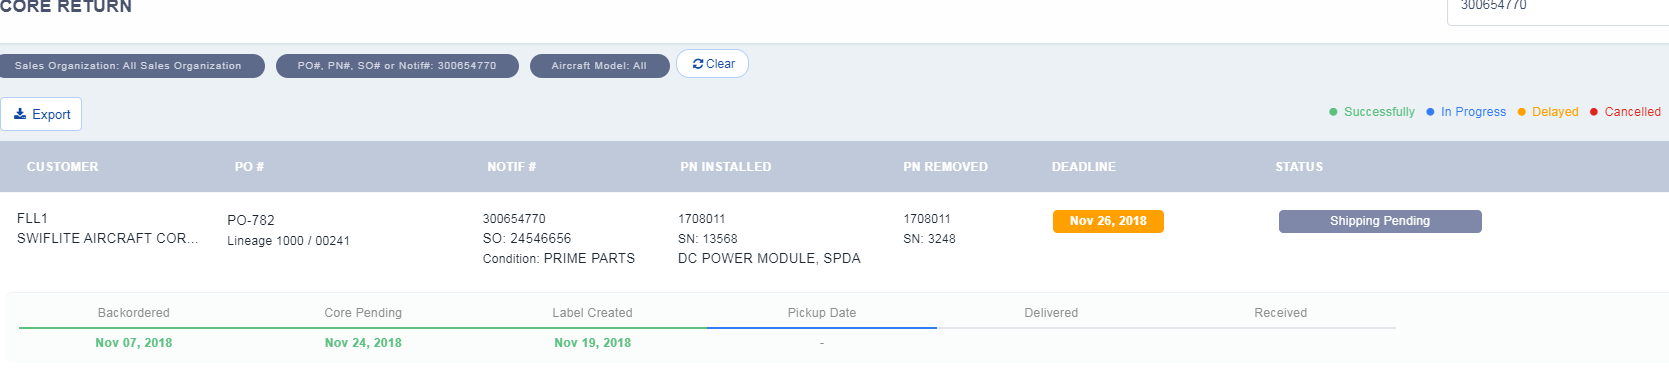 CORE RETURN
300654770
Sales Organization: All Sales Organization
PO#, PN#, SO# or Notif#: 300654770
Aircraft Model: All
Clear
Export
Successfully
In Progress
Delayed
Cancelled
CUSTOMER PO # NOTIF # PN INSTALLED PN REMOVED DEADLINE STATUS
FLL1 PO-782 300654770 1708011 1708011 Nov 26, 2018 Shipping Pending
SWIFLITE AIRCRAFT COR... Lineage 1000 / 00241 SO: 24546656 SN: 13568 SN: 3248
Condition: PRIME PARTS DC POWER MODULE, SPDA
Backordered Core Pending Label Created Pickup Date Delivered Received
Nov 07, 2018 Nov 24, 2018 Nov 19, 2018 -